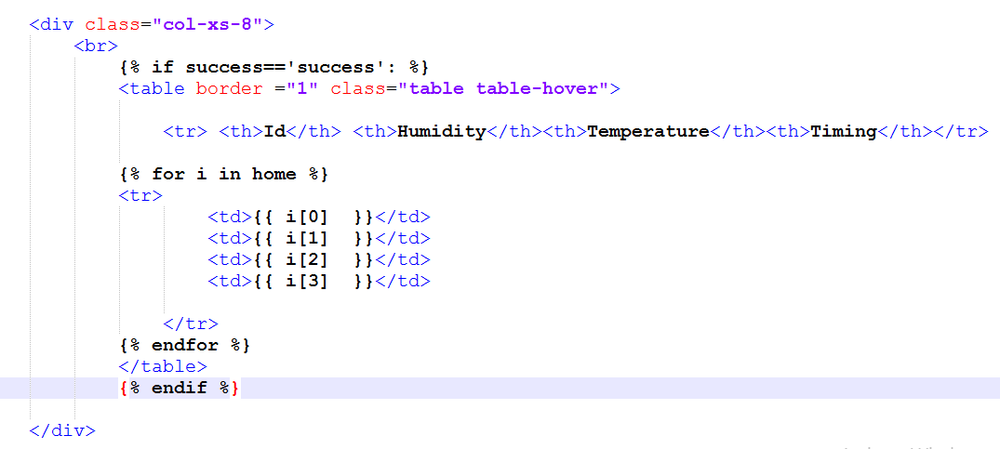 <div class="col-xs-8">
<br>
{% if success=='success': %}
<table border ="1" class="table table-hover">
<tr> <th>Id</th> <th>Humidity</th><th>Temperature</th><th>Timing</th></tr>
{% for i in home %}
<tr>
<td>{{ i[0]  }}</td>
<td>{{ i[1]  }}</td>
<td>{{ i[2]  }}</td>
<td>{{ i[3]  }}</td>
</tr>
{% endfor %}
</table>
{% endif %}
</div>